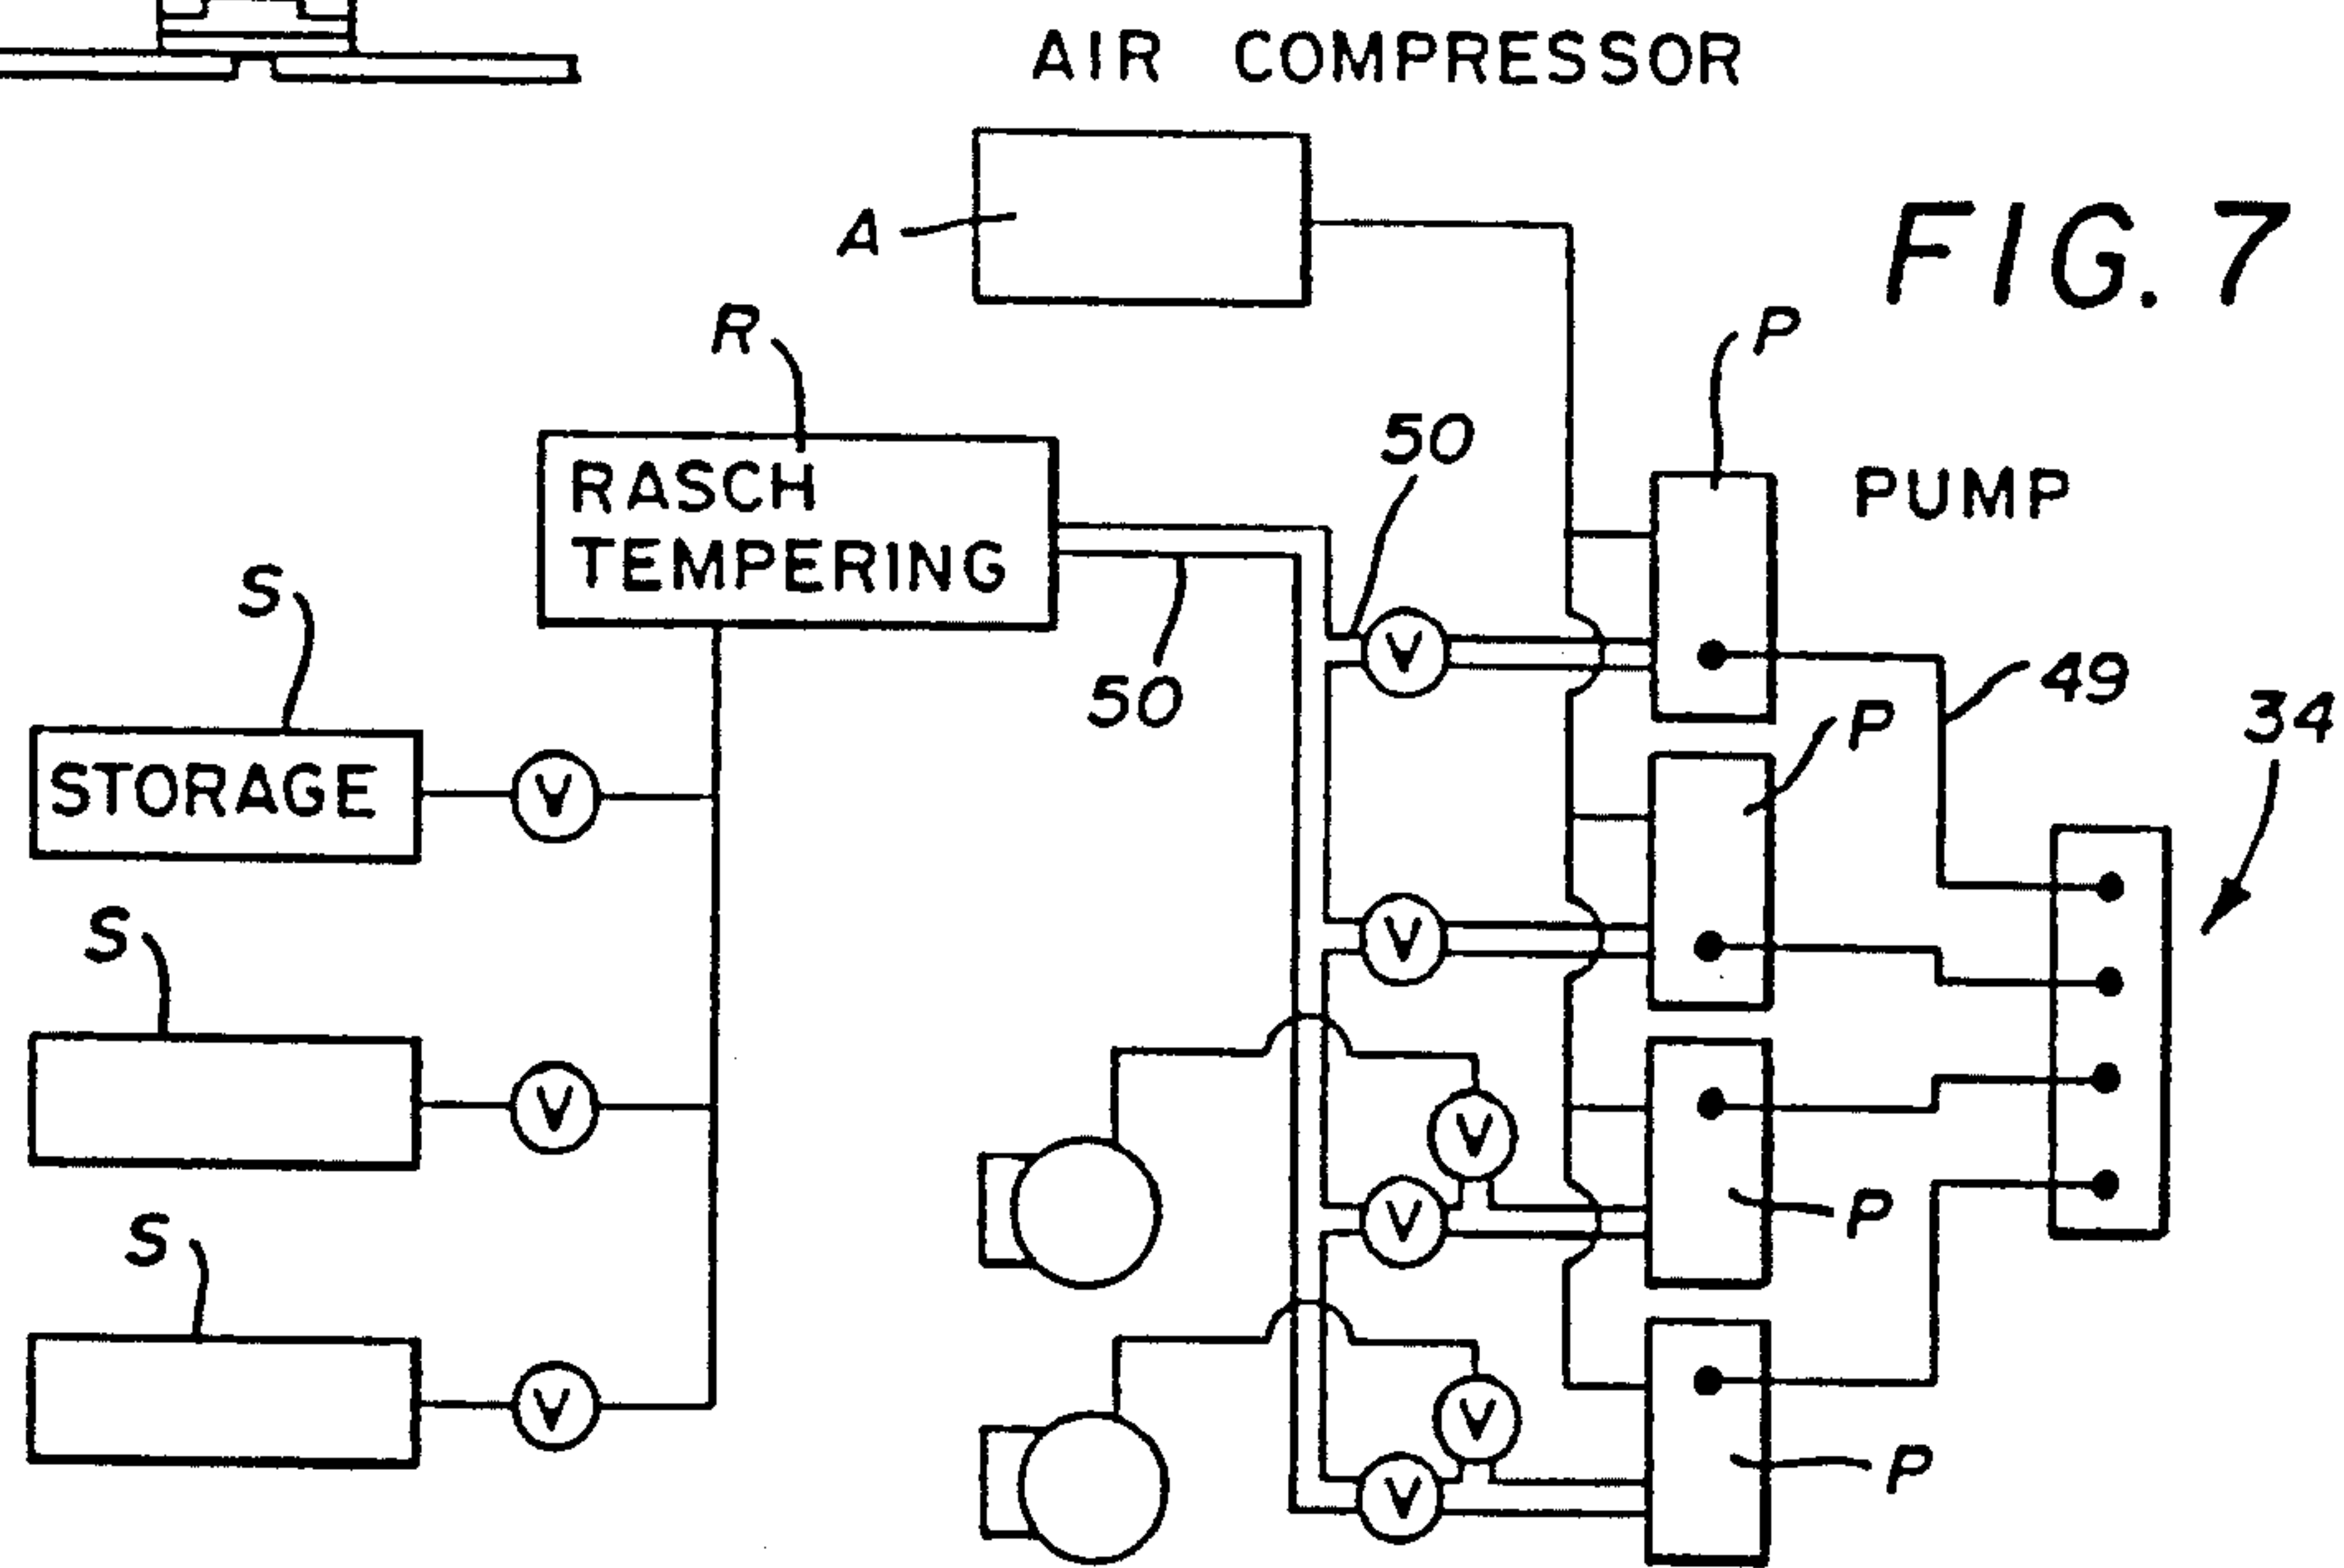 AIR COMPRESSOR
A
FIG. 7
R
P
50
RASCH
TEMPERING
PUMP
S
V
50
49
34
P
STORAGE
V
S
V
V
V
V
P
S
V
V
V
P
V